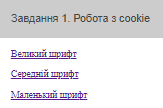 Завдання 1. Робота з cookie
Великий шрифт
Середній шрифт
Маленький шрифт